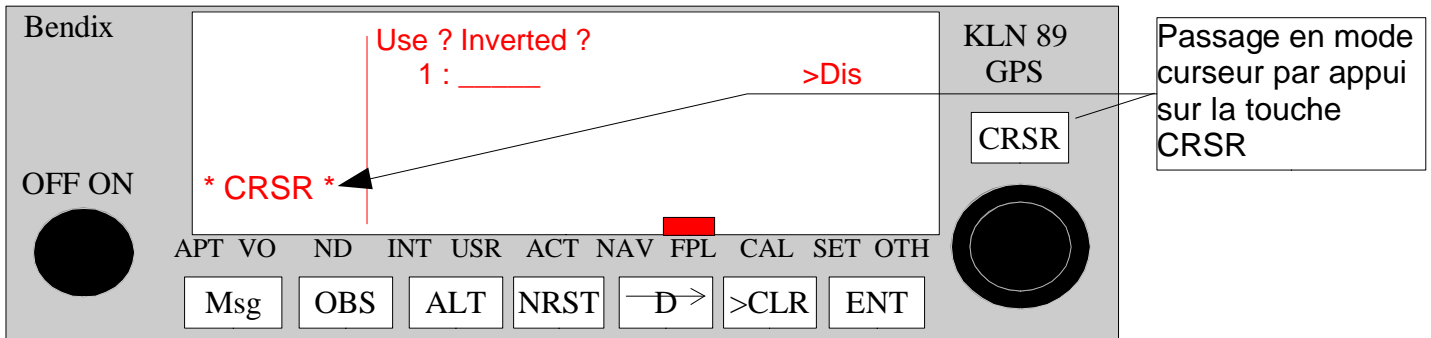 Bendix
Use ? Inverted ?
1 : _____ >Dis
* CRSR *
KLN 89
GPS
CRSR
OFF ON
APT VO ND INT USR ACT NAV FPL CAL SET OTH
Msg OBS ALT NRST D >CLR ENT
Passage en mode
curseur par appui
sur la touche
CRSR